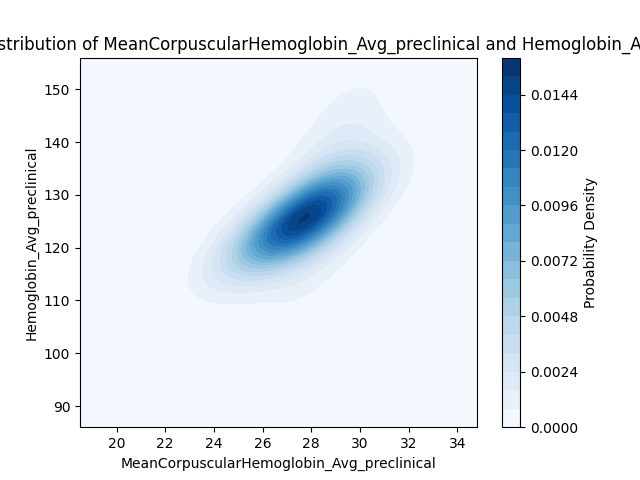 stribution of MeanCorpuscularHemoglobin_Avg_preclinical and Hemoglobin_A
150
140
130
120
110
100
90
Hemoglobin_Avg_preclinical
20 22 24 26 28 30 32 34
MeanCorpuscularHemoglobin_Avg_preclinical
0.0144
0.0120
0.0096
0.0072
0.0048
0.0024
0.0000
Probability Density